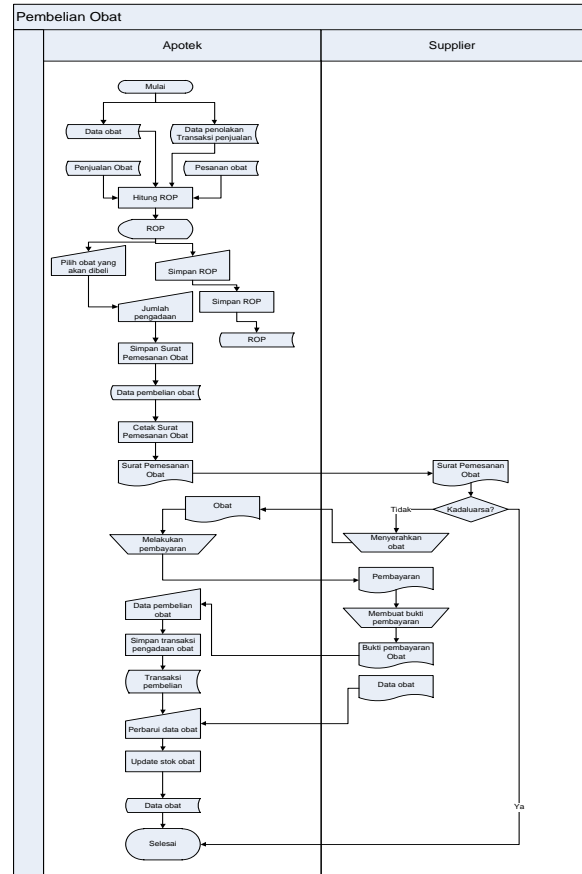 Pembelian Obat
Apotek
Supplier
Mulai
Data obat
Data penolakan
Transaksi penjualan
Penjualan Obat
Pesanan obat
Hitung ROP
ROP
Pilih obat yang
akan dibeli
Simpan ROP
Jumlah
pengadaan
Simpan ROP
ROP
Simpan Surat
Pemesanan Obat
Data pembelian obat
Cetak Surat
Pemesanan Obat
Surat Pemesanan
Obat
Surat Pemesanan
Obat
Kadaluarsa?
Tidak
Obat
Menyerahkan
obat
Melakukan
pembayaran
Pembayaran
Data pembelian
obat
Membuat bukti
pembayaran
Simpan transaksi
pengadaan obat
Bukti pembayaran
Obat
Transaksi
pembelian
Data obat
Perbarui data obat
Update stok obat
Data obat
Ya
Selesai